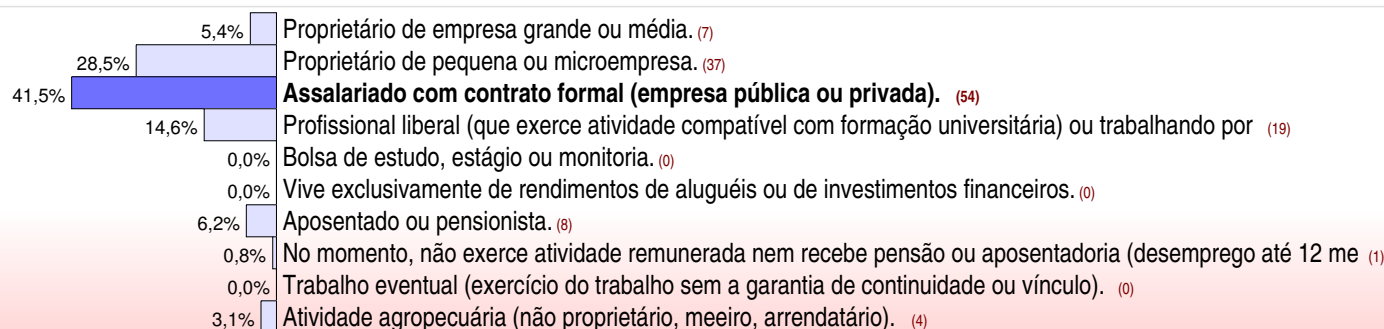 5,4% Proprietário de empresa grande ou média. (7)
28,5% Proprietário de pequena ou microempresa. (37)
41,5% Assalariado com contrato formal (empresa pública ou privada). (54)
14,6% Profissional liberal (que exerce atividade compatível com formação universitária) ou trabalhando por (19)
0,0% Bolsa de estudo, estágio ou monitoria. (0)
0,0% Vive exclusivamente de rendimentos de aluguéis ou de investimentos financeiros. (0)
6,2% Aposentado ou pensionista. (8)
0,8% No momento, não exerce atividade remunerada nem recebe pensão ou aposentadoria (desemprego até 12 me (1)
0,0% Trabalho eventual (exercício do trabalho sem a garantia de continuidade ou vínculo). (0)
3,1% Atividade agropecuária (não proprietário, meeiro, arrendatário). (4)